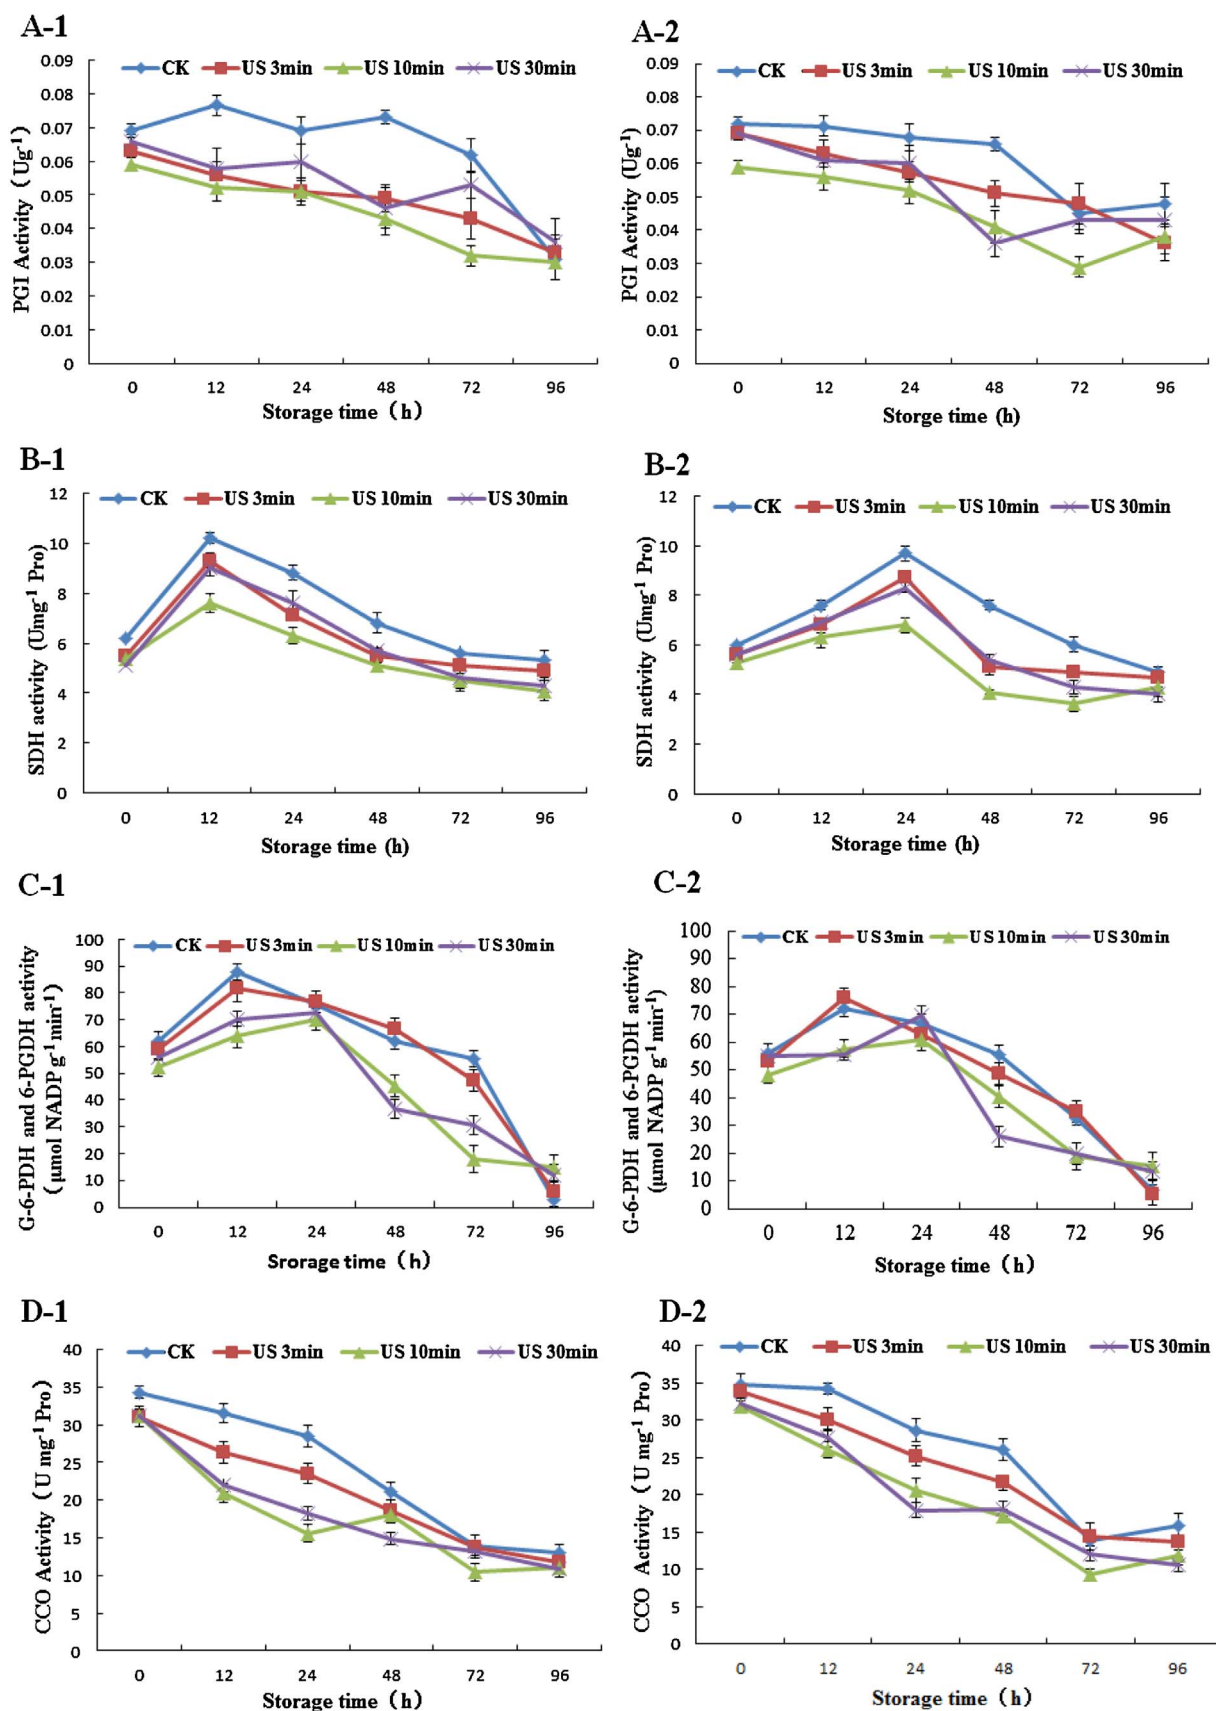 A-1
CK US 3min US 10min US 30min
PGI Activity (Ug-1)
0.09
0.08
0.07
0.06
0.05
0.04
0.03
0.02
0.01
0
0 12 24 48 72 96
Storage time (h)
A-2
CK US 3min US 10min US 30min
PGI Activity (Ug-1)
0.09
0.08
0.07
0.06
0.05
0.04
0.03
0.02
0.01
0
0 12 24 48 72 96
Storge time (h)
B-1
CK US 3min US 10min US 30min
SDH activity (Umg-1 Pro)
12
10
8
6
4
2
0
0 12 24 48 72 96
Storage time (h)
B-2
CK US 3min US 10min US 30min
SDH activity (Umg-1 Pro)
12
10
8
6
4
2
0
0 12 24 48 72 96
Storage time (h)
C-1
CK US 3min US 10min US 30min
G-6-PDH and 6-PGDH activity
(μmol NADP g-1 min-1)
100
90
80
70
60
50
40
30
20
10
0
0 12 24 48 72 96
Srorage time (h)
C-2
CK US 3min US 10min US 30min
G-6-PDH and 6-PGDH activity
(μmol NADP g-1 min-1)
100
90
80
70
60
50
40
30
20
10
0
0 12 24 48 72 96
Storage time (h)
D-1
CK US 3min US 10min US 30min
CCO Activity (U mg-1 Pro)
40
35
30
25
20
15
10
5
0
0 12 24 48 72 96
Storage time (h)
D-2
CK US 3min US 10min US 30min
CCO Activity (U mg-1 Pro)
40
35
30
25
20
15
10
5
0
0 12 24 48 72 96
Storage time (h)